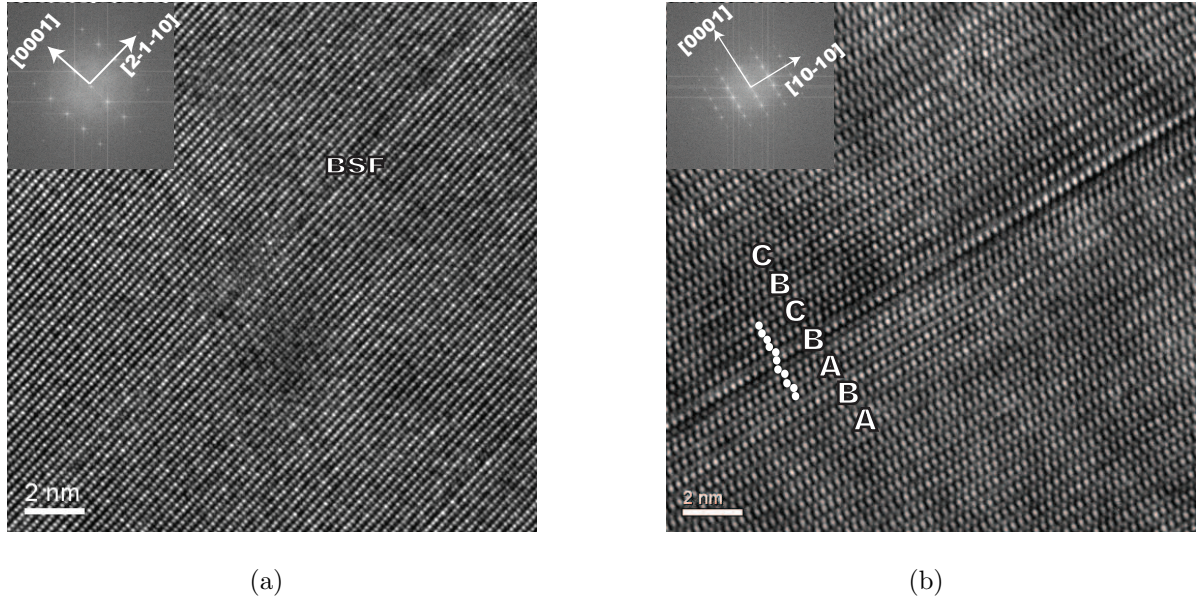 [0001]
[2-1-10]
BSF
2 nm
(a)
[0001]
[10-10]
C
B
C
B
A
B
A
2 nm
(b)